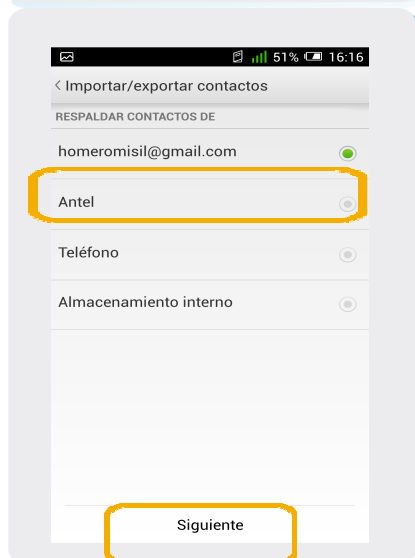 51% 16:16
< Importar/exportar contactos
RESPALDAR CONTACTOS DE
homeromisil@gmail.com
Antel
Teléfono
Almacenamiento interno
Siguiente